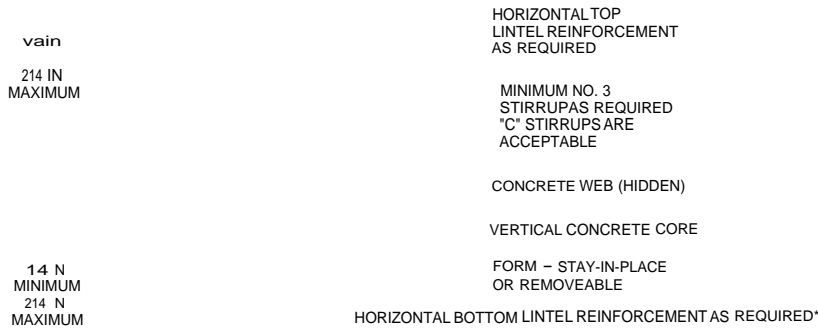 HORIZONTAL TOP
LINTEL REINFORCEMENT
AS REQUIRED
vain
214 IN
MAXIMUM
MINIMUM NO. 3
STIRRUP AS REQUIRED
"C" STIRRUPS ARE
ACCEPTABLE
CONCRETE WEB (HIDDEN)
VERTICAL CONCRETE CORE
14 N
MINIMUM
214 N
MAXIMUM
FORM – STAY-IN-PLACE
OR REMOVEABLE
HORIZONTAL BOTTOM LINTEL REINFORCEMENT AS REQUIRED*